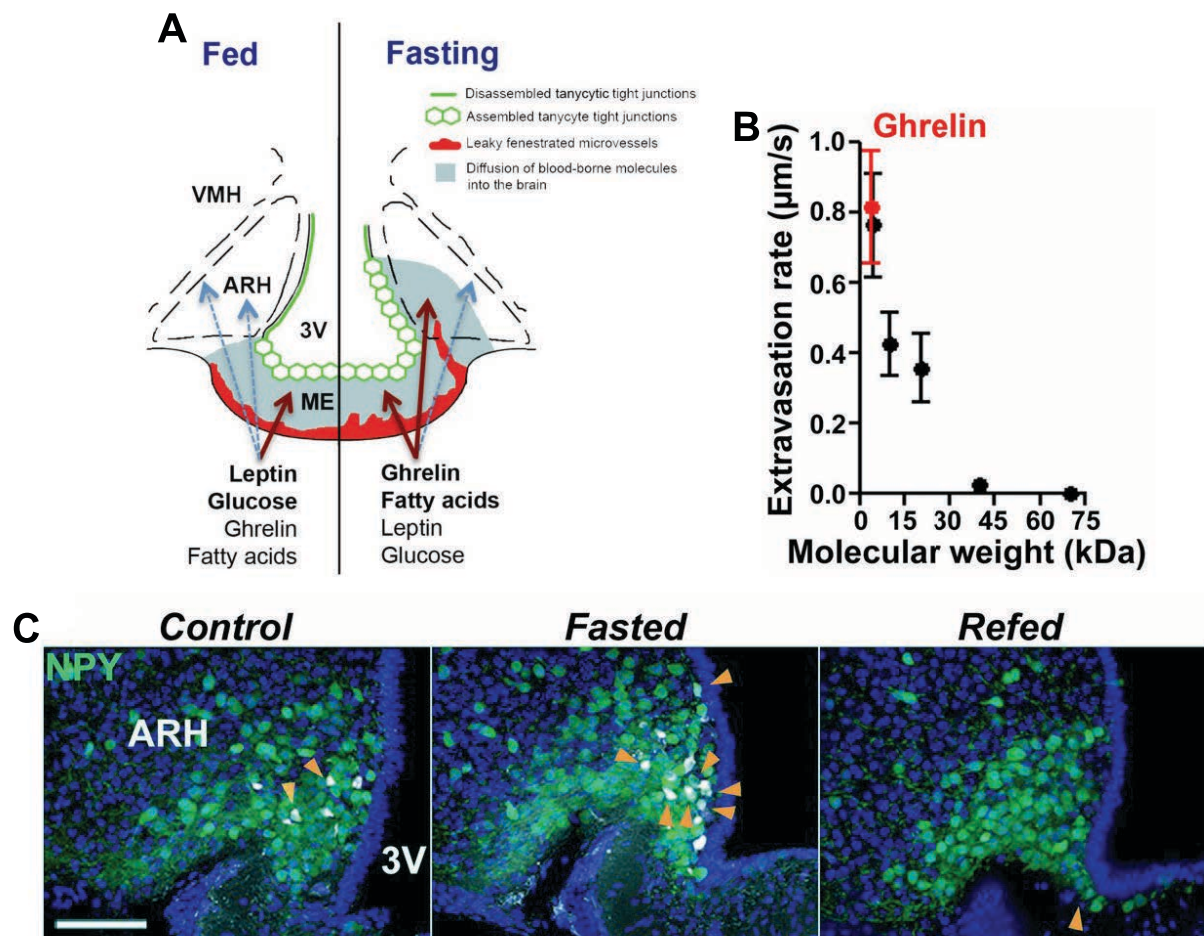 A
Fed
Fasting
Disassembled tanycytic tight junctions
Assembled tanycyte tight junctions
Leaky fenestrated microvessels
Diffusion of blood-borne molecules
into the brain
VMH
ARH
3V
ME
Leptin
Glucose
Ghrelin
Fatty acids
Ghrelin
Fatty acids
Leptin
Glucose
B
Ghrelin
Extravasation rate (μm/s)
1.0
0.8
0.6
0.4
0.2
0.0
0 15 30 45 60 75
Molecular weight (kDa)
C
Control
Fasted
Refed
NPY
ARH
3V